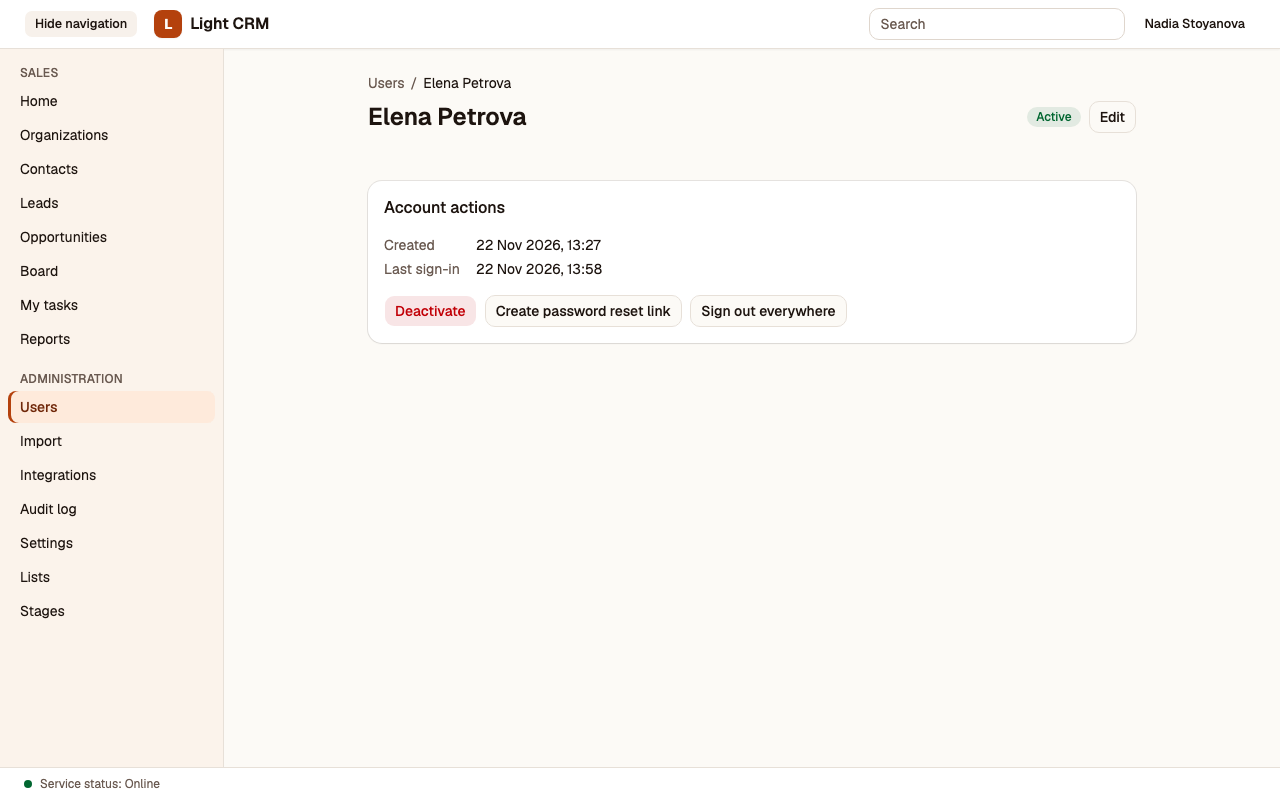 Hide navigation
L
Light CRM
Search
Nadia Stoyanova
SALES
Home
Organizations
Contacts
Leads
Opportunities
Board
My tasks
Reports
ADMINISTRATION
Users
Import
Integrations
Audit log
Settings
Lists
Stages
Users / Elena Petrova
Elena Petrova
Active
Edit
Account actions
Created 22 Nov 2026, 13:27
Last sign-in 22 Nov 2026, 13:58
Deactivate
Create password reset link
Sign out everywhere
Service status: Online